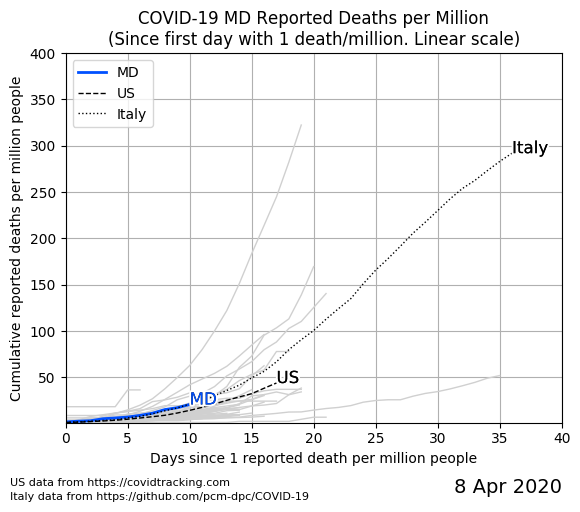 COVID-19 MD Reported Deaths per Million
(Since first day with 1 death/million. Linear scale)
Cumulative reported deaths per million people
400
350
300
250
200
150
100
50
MD
US
Italy
Italy
US
MD
0
5
10
15
20
25
30
35
40
Days since 1 reported death per million people
US data from https://covidtracking.com
Italy data from https://github.com/pcm-dpc/COVID-19
8 Apr 2020